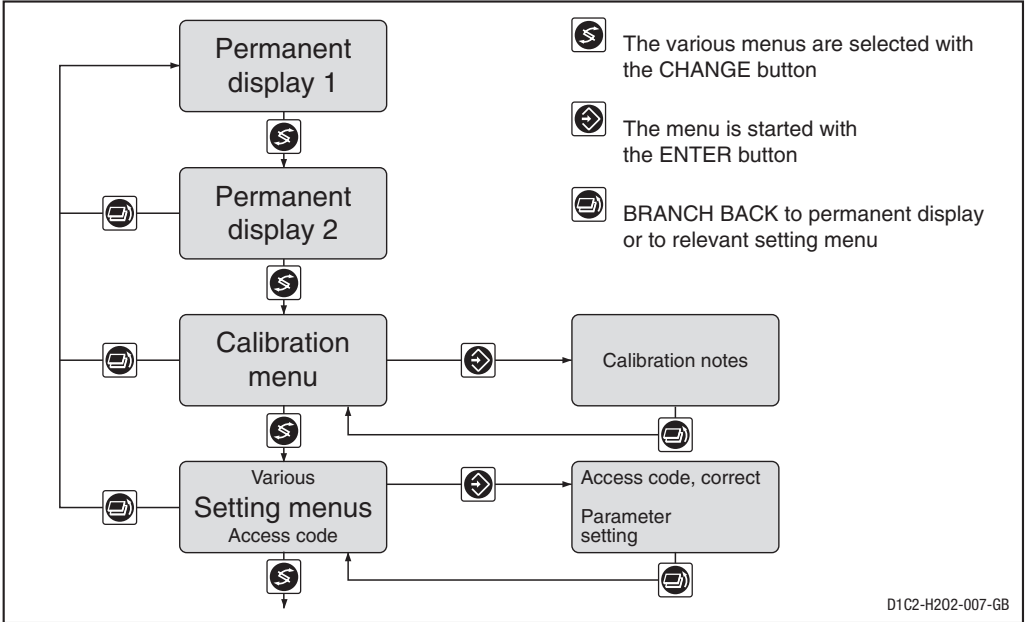 Permanent
display 1
The various menus are selected with
the CHANGE button
The menu is started with
the ENTER button
Permanent
display 2
BRANCH BACK to permanent display
or to relevant setting menu
Calibration
menu
Calibration notes
Various
Setting menus
Access code
Access code, correct
Parameter
setting
D1C2-H2O2-007-GB